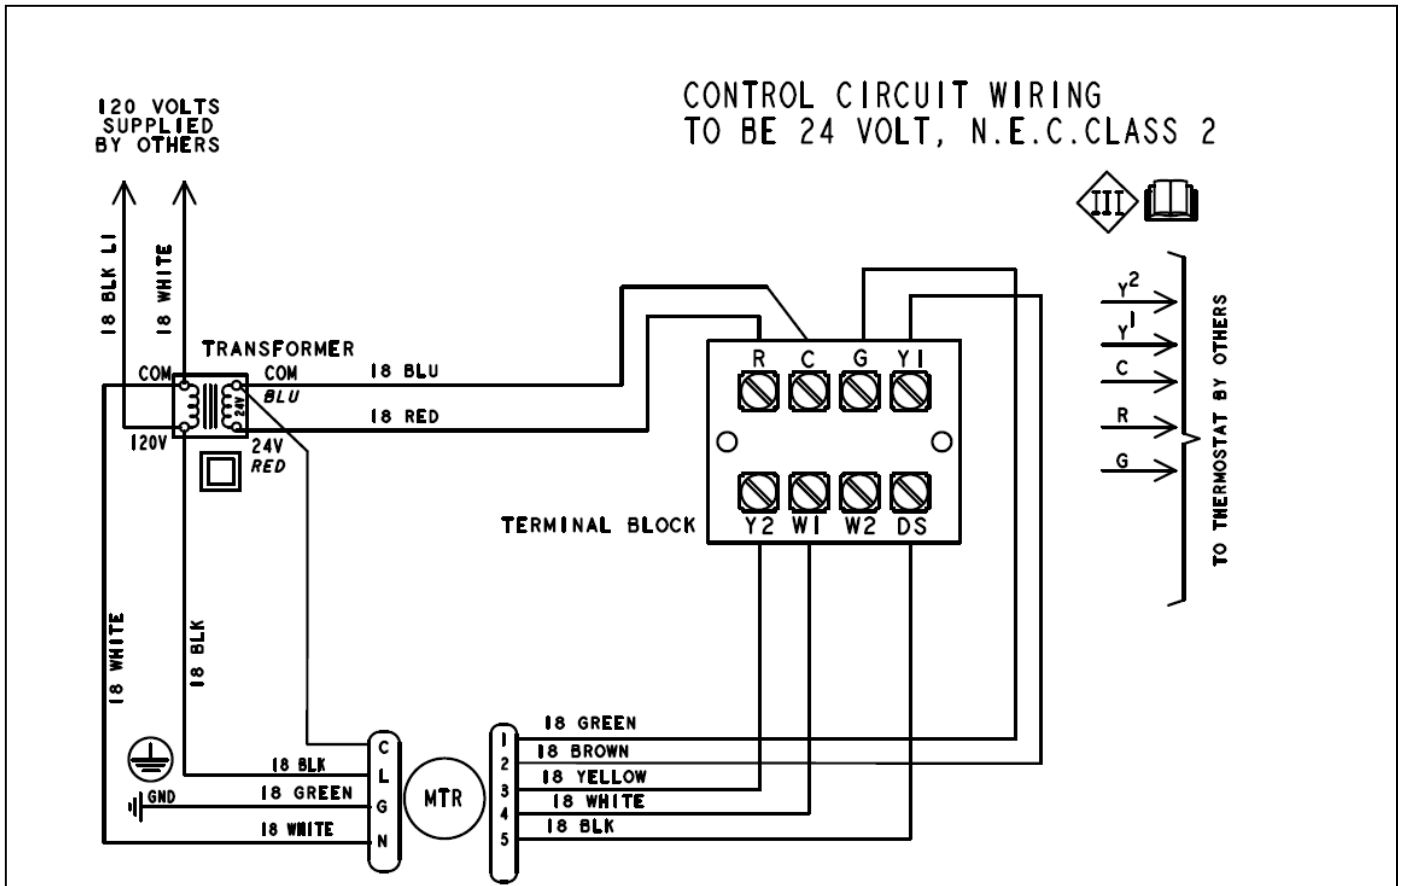 120 VOLTS
SUPPLIED
BY OTHERS
CONTROL CIRCUIT WIRING
TO BE 24 VOLT, N.E.C.CLASS 2
III
18 BLK L1
18 WHITE
TRANSFORMER
COM
COM
BLU
24V
120V
24V
RED
18 BLU
18 RED
R C G Y1
Y2 W1 W2 DS
TERMINAL BLOCK
Y2
Y1
C
R
G
TO THERMOSTAT BY OTHERS
18 WHITE
18 BLK
GND
18 BLK
18 GREEN
18 WHITE
C
L
G
N
MTR
1
2
3
4
5
18 GREEN
18 BROWN
18 YELLOW
18 WHITE
18 BLK